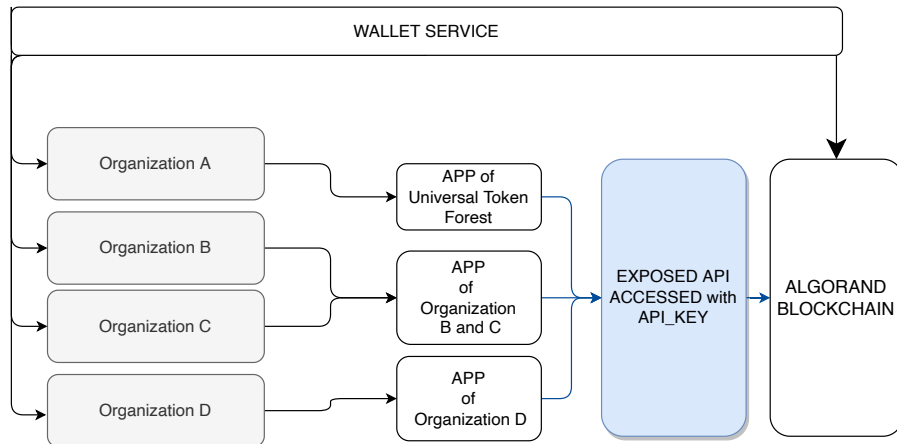 WALLET SERVICE
Organization A
APP of
Universal Token
Forest
Organization B
APP
of
Organization
B and C
Organization C
EXPOSED API
ACCESSED with
API_KEY
ALGORAND
BLOCKCHAIN
Organization D
APP
of
Organization D